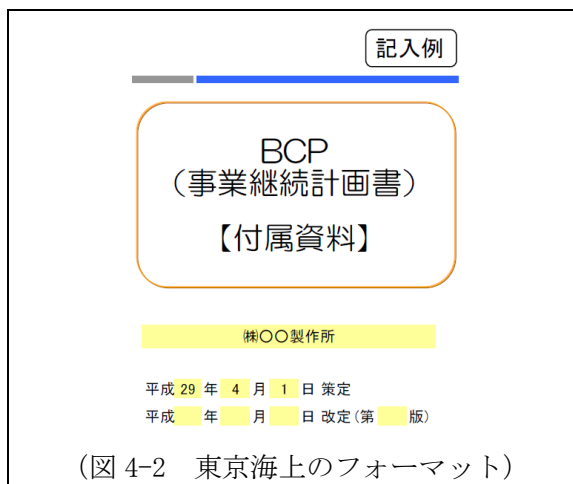 記入例
BCP
（事業継続計画書）
【付属資料】
㈱〇〇製作所
平成 29 年 4 月 1 日 策定
平成 年 月 日 改定（第 版）
（図 4-2 東京海上のフォーマット）